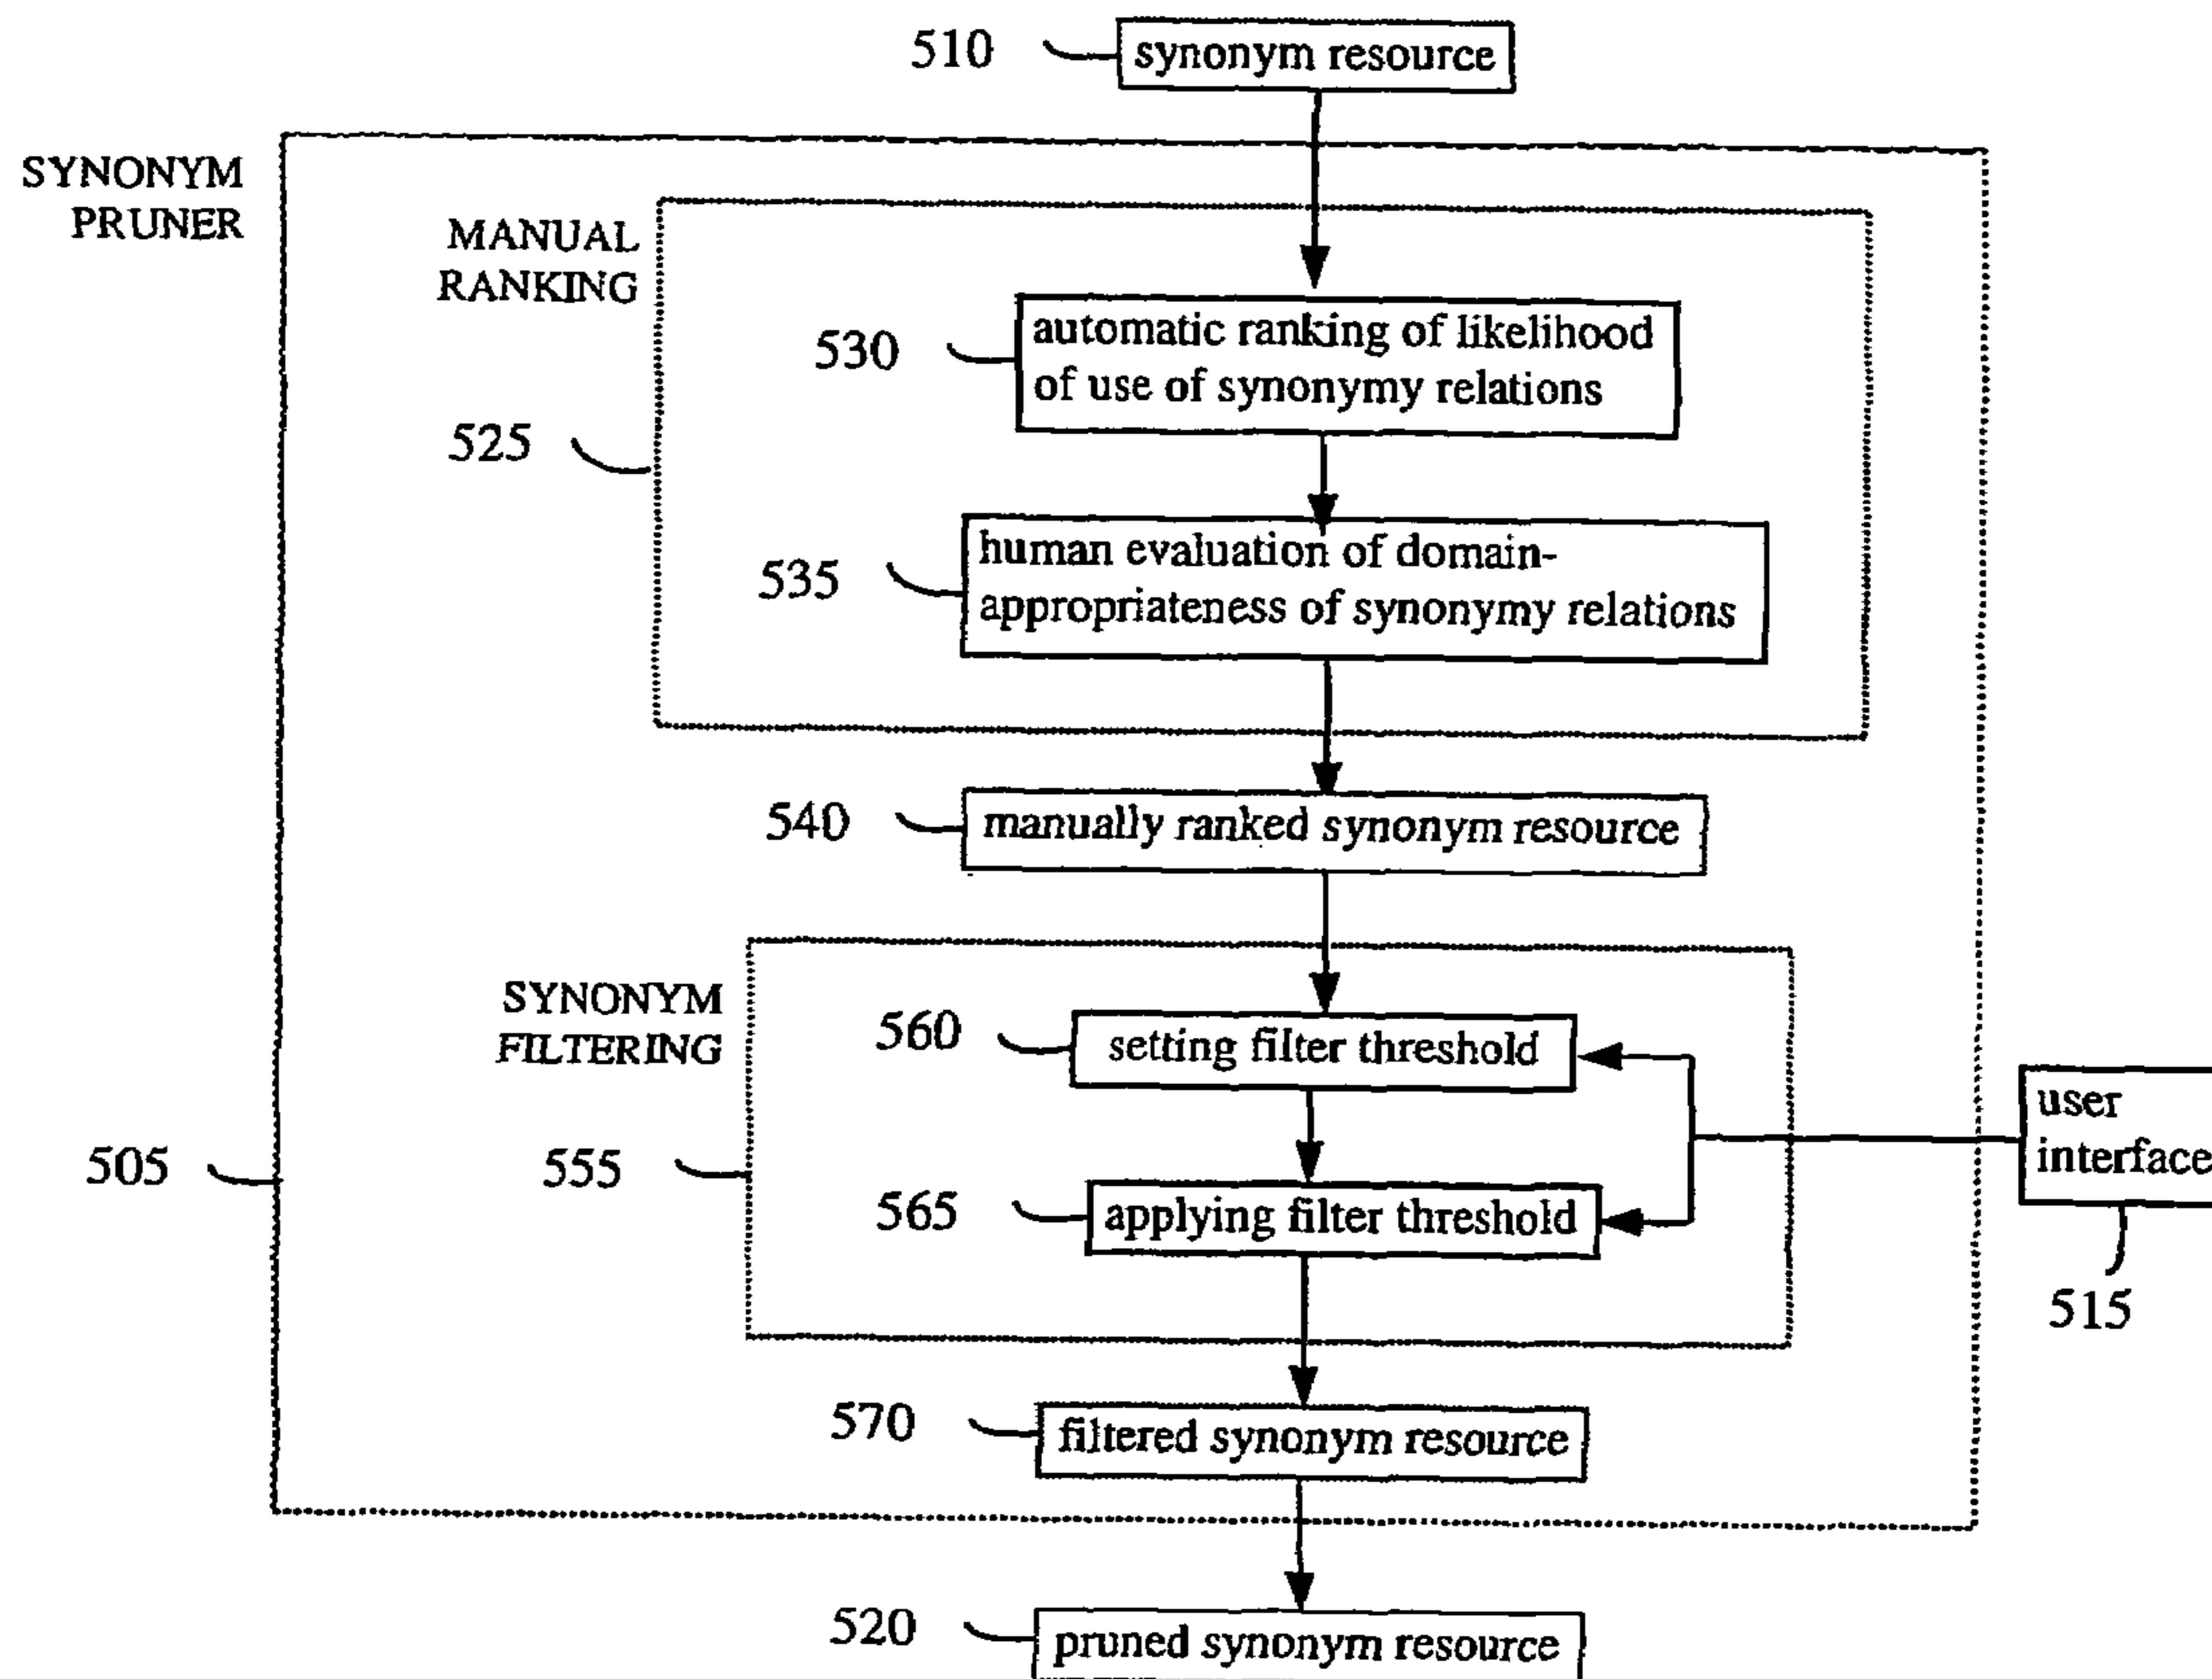 510
synonym resource
SYNONYM
PRUNER
MANUAL
RANKING
530
automatic ranking of likelihood
of use of synonymy relations
525
535
human evaluation of domain-
appropriateness of synonymy relations
540
manually ranked synonym resource
SYNONYM
FILTERING
560
setting filter threshold
user
interface
505
555
565
applying filter threshold
515
570
filtered synonym resource
520
pruned synonym resource